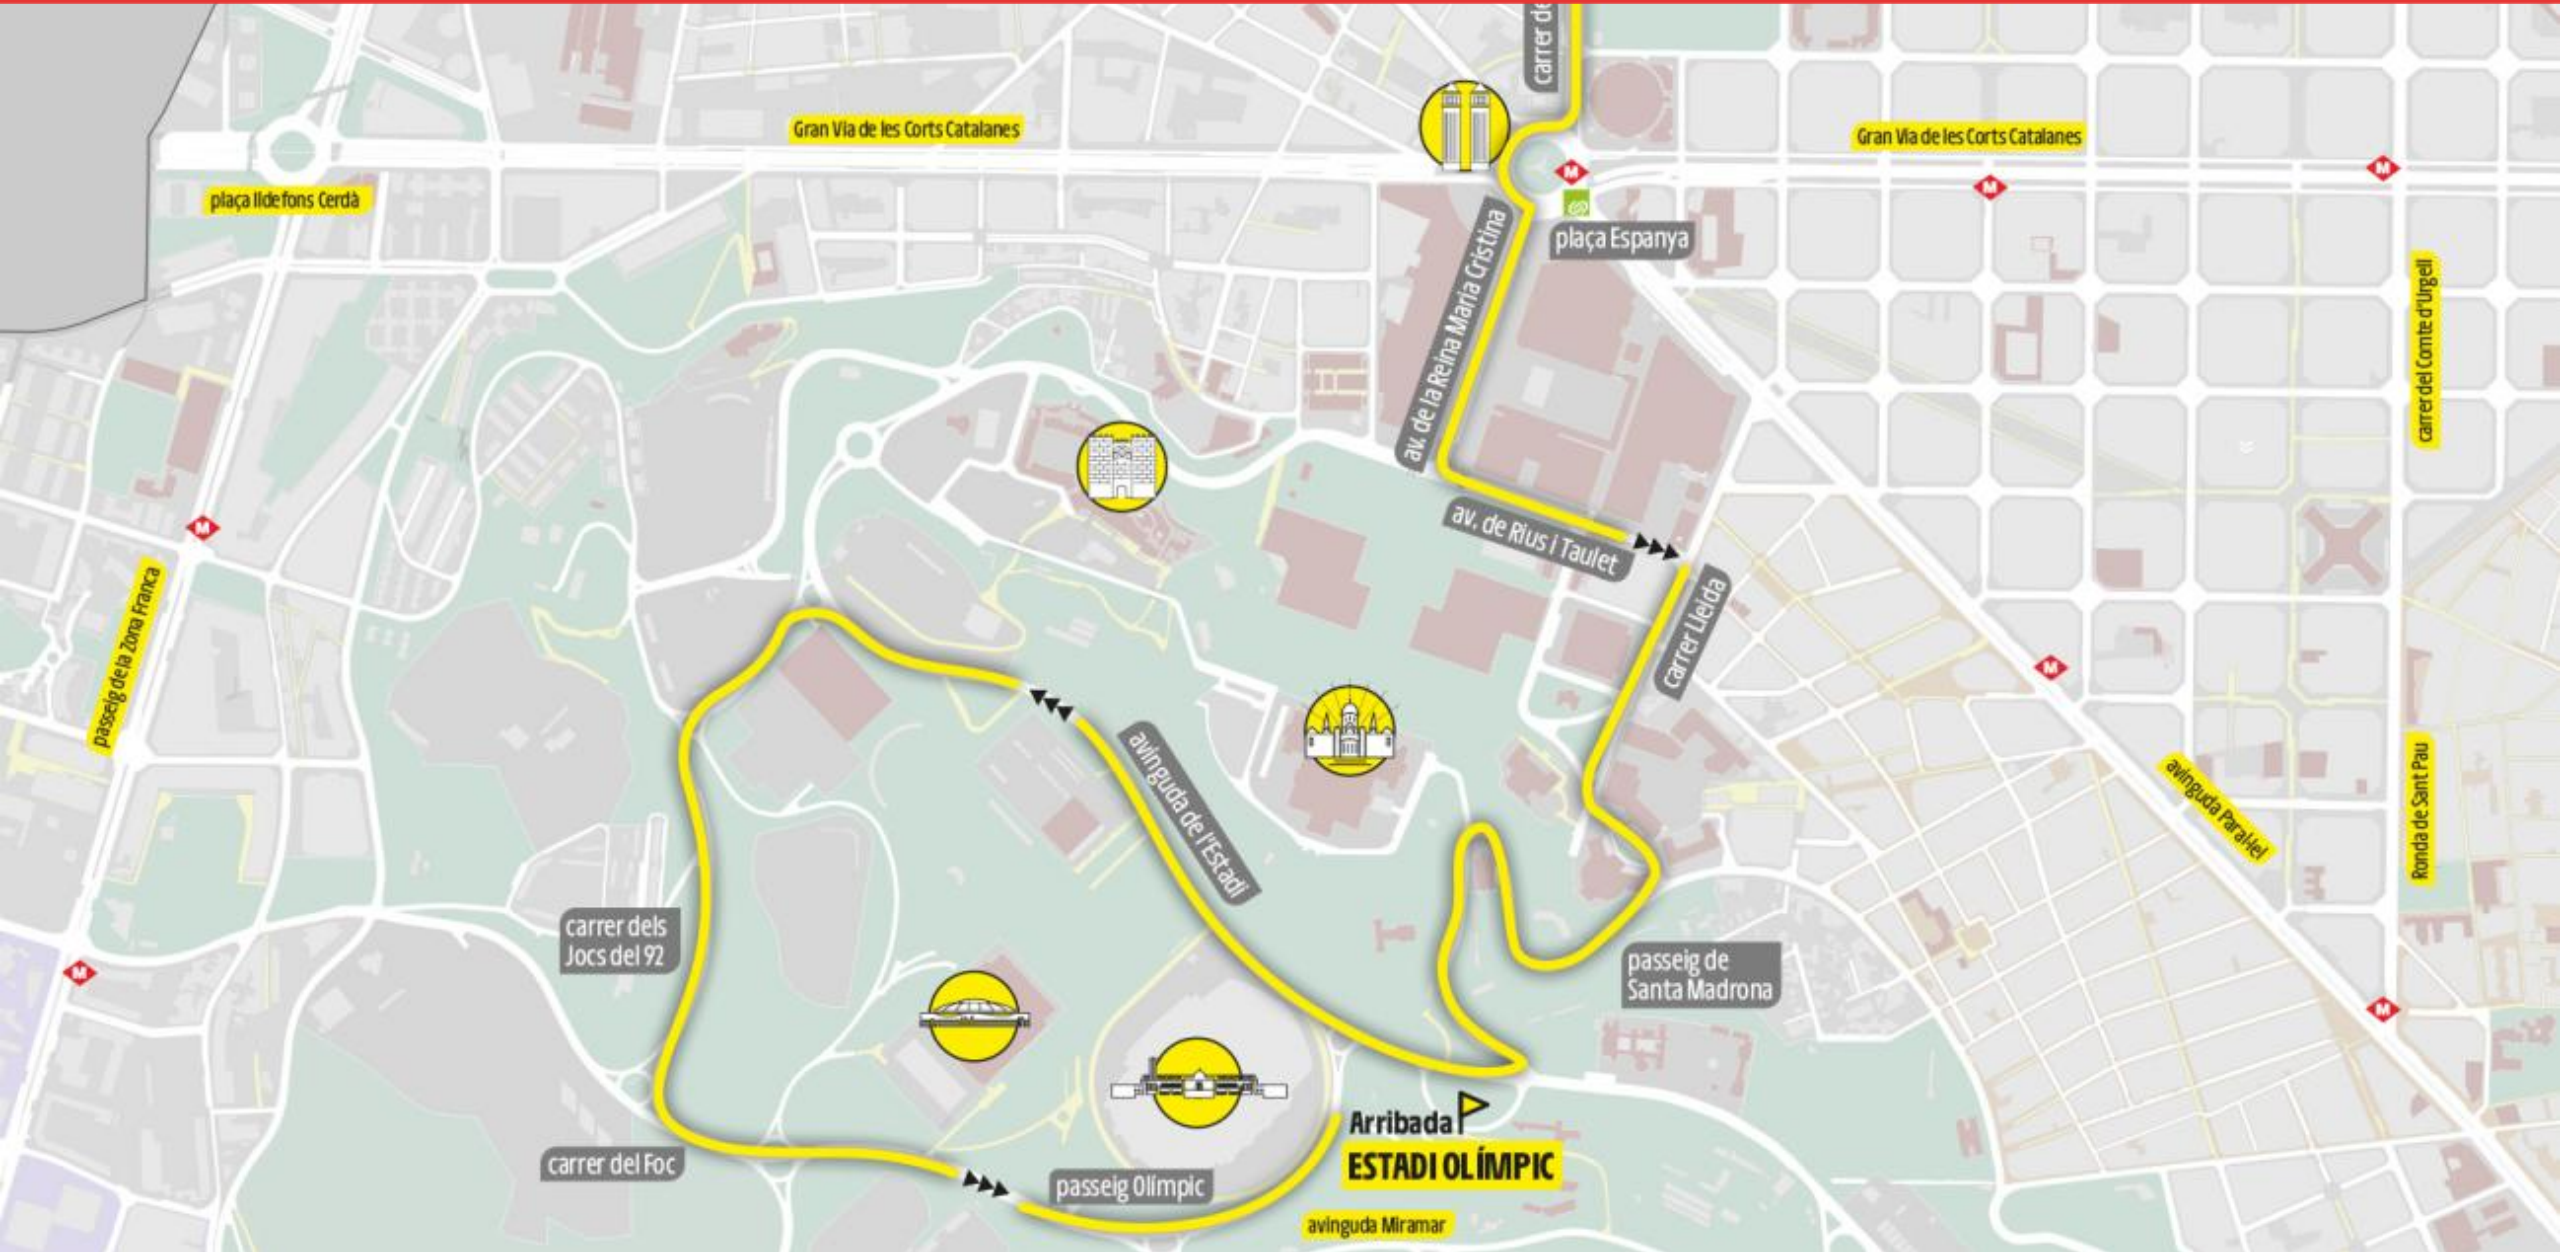 carrer de
Gran Via de les Corts Catalanes
Gran Via de les Corts Catalanes
M
M
M
plaça Ildefons Cerdà
plaça Espanya
av. de la Reina Maria Cristina
carrer del Comte d'Urgell
M
av. de Rius i Taulet
passeig de la Zona Franca
carrer Lleida
M
avinguda de l'Estadi
avinguda Paral·lel
Ronda de Sant Pau
carrer dels
Jocs del 92
M
passeig de
Santa Madrona
M
Arribada
ESTADI OLÍMPIC
carrer del Foc
passeig Olímpic
avinguda Miramar